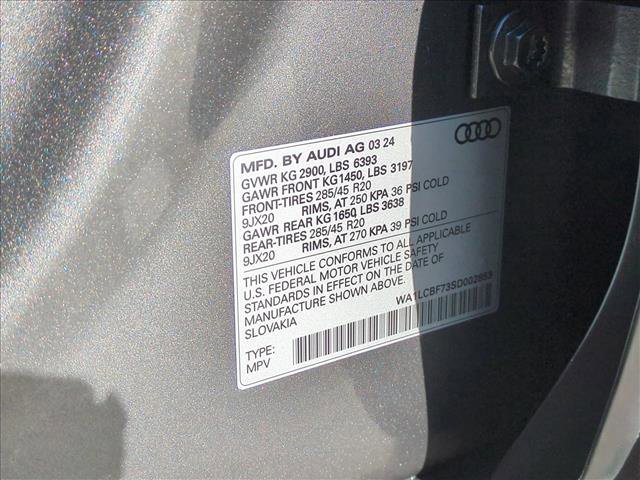 MFD. BY AUDI AG 03 24
GVWR KG 2900, LBS 6393
GAWR FRONT KG1450, LBS 3197
FRONT-TIRES 285/45 R20
9JX20 RIMS, AT 250 KPA 36 PSI COLD
GAWR REAR KG1650, LBS 3638
REAR-TIRES 285/45 R20
9JX20 RIMS, AT 270 KPA 39 PSI COLD
THIS VEHICLE CONFORMS TO ALL APPLICABLE
U.S. FEDERAL MOTOR VEHICLE SAFETY
STANDARDS IN EFFECT ON THE DATE OF
MANUFACTURE SHOWN ABOVE.
SLOVAKIA
WA1LCBF73SD002869
TYPE:
MPV